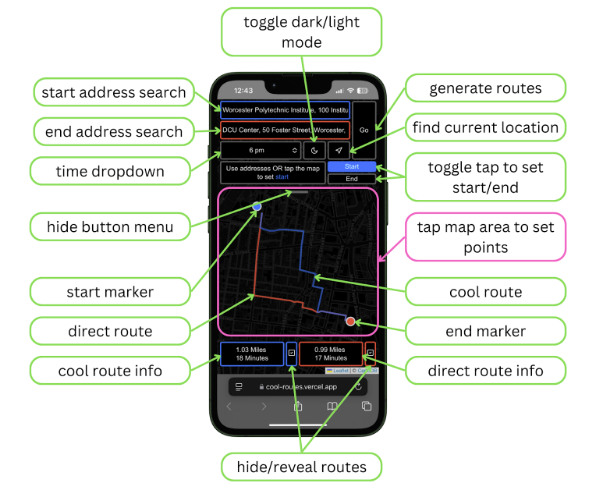 toggle dark/light
mode
start address search
end address search
time dropdown
hide button menu
start marker
direct route
cool route info
12:43
Worcester Polytechnic Institute, 100 Institu
DCU Center, 50 Foster Street, Worcester,
Go
6 pm
Use addresses OR tap the map
to set start
Start
End
1.03 Miles
18 Minutes
0.99 Miles
17 Minutes
Leaflet | ©
cool-routes.vercel.app
generate routes
find current location
toggle tap to set
start/end
tap map area to set
points
cool route
end marker
direct route info
hide/reveal routes